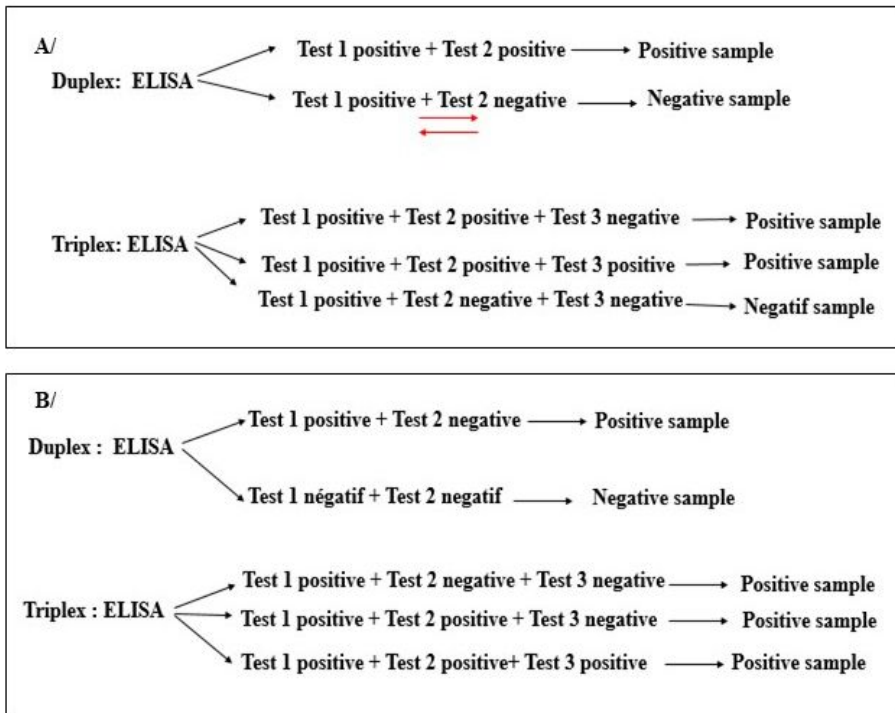 A/
Test 1 positive + Test 2 positive Positive sample
Duplex: ELISA
Test 1 positive + Test 2 negative Negative sample
Test 1 positive + Test 2 positive + Test 3 negative Positive sample
Triplex: ELISA
Test 1 positive + Test 2 positive + Test 3 positive Positive sample
Test 1 positive + Test 2 negative + Test 3 negative Negatif sample
B/
Test 1 positive + Test 2 negative Positive sample
Duplex : ELISA
Test 1 négatif + Test 2 negatif Negative sample
Test 1 positive + Test 2 negative + Test 3 negative Positive sample
Triplex : ELISA
Test 1 positive + Test 2 positive + Test 3 negative Positive sample
Test 1 positive + Test 2 positive+ Test 3 positive Positive sample